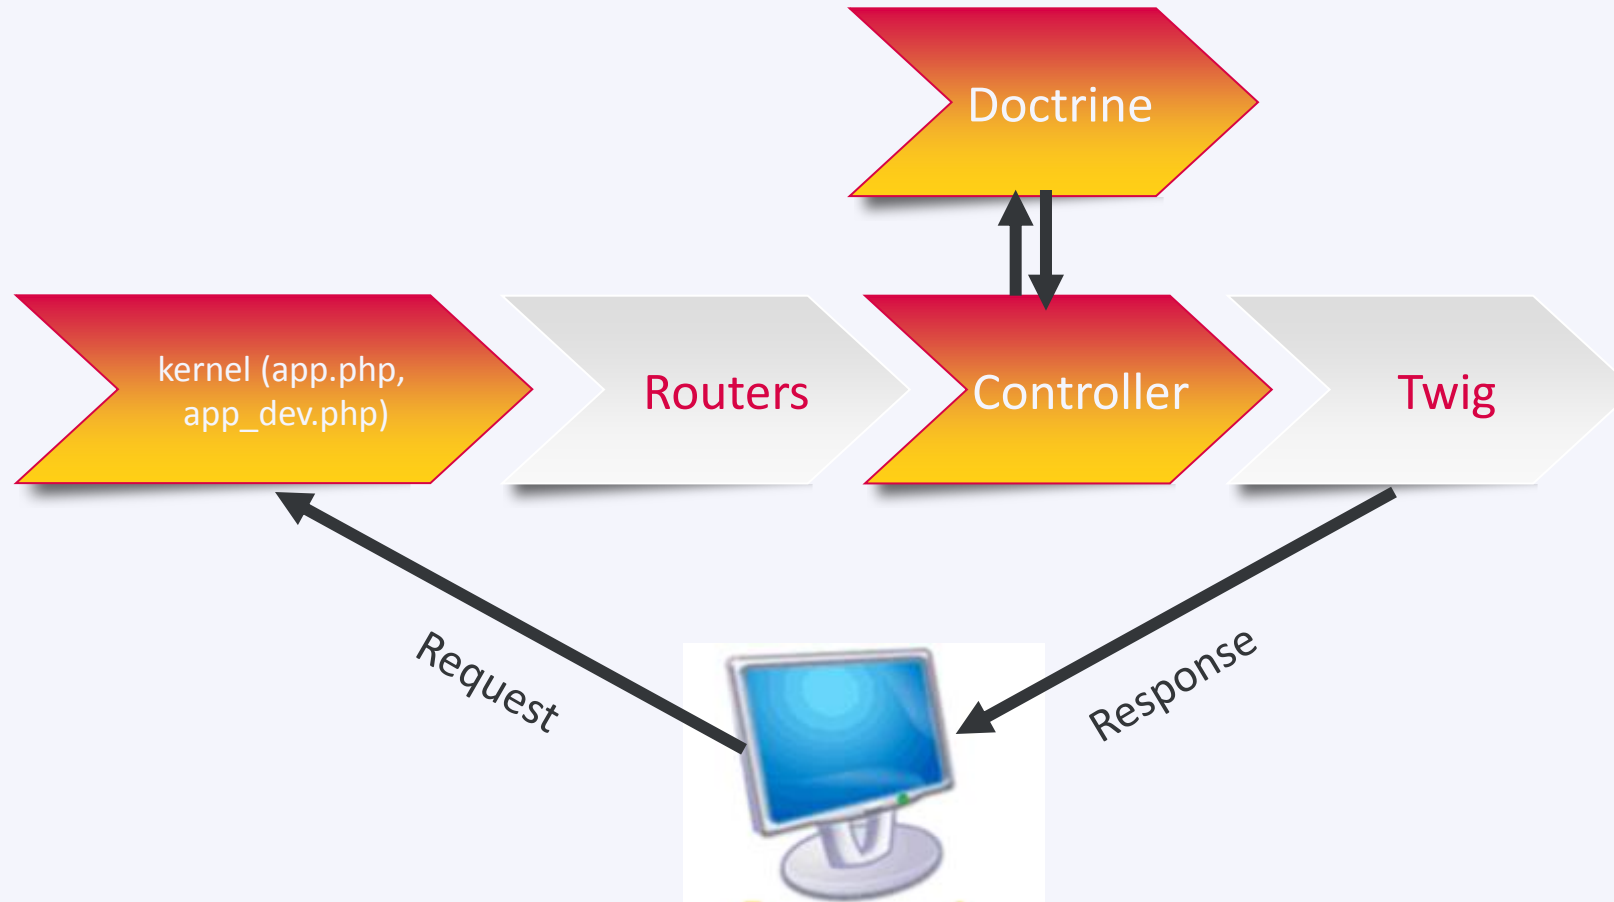 Doctrine
kernel (app.php,
app_dev.php)
Routers
Controller
Twig
Request
Response